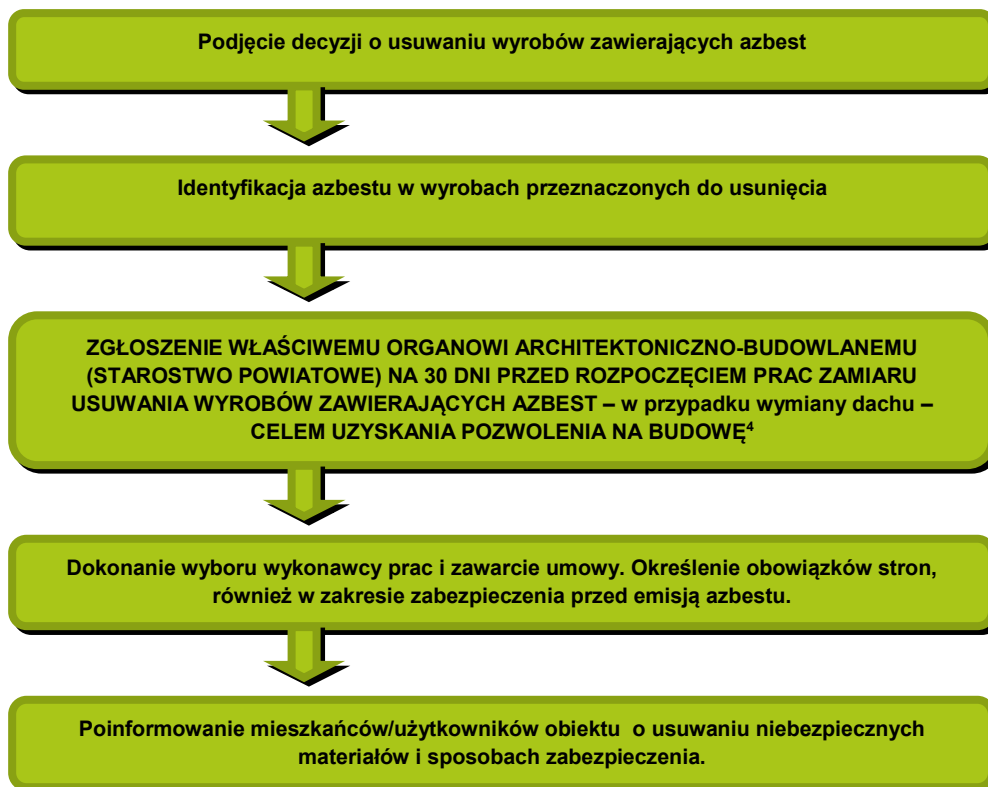 Podjęcie decyzji o usuwaniu wyrobów zawierających azbest
Identyfikacja azbestu w wyrobach przeznaczonych do usunięcia
ZGŁOSZENIE WŁAŚCIWEMU ORGANOWI ARCHITEKTONICZNO-BUDOWLANEMU
(STAROSTWO POWIATOWE) NA 30 DNI PRZED ROZPOCZĘCIEM PRAC ZAMIARU
USUWANIA WYROBÓW ZAWIERAJĄCYCH AZBEST – w przypadku wymiany dachu –
CELEM UZYSKANIA POZWOLENIA NA BUDOWĘ⁴
Dokonanie wyboru wykonawcy prac i zawarcie umowy. Określenie obowiązków stron,
również w zakresie zabezpieczenia przed emisją azbestu.
Poinformowanie mieszkańców/użytkowników obiektu o usuwaniu niebezpiecznych
materiałów i sposobach zabezpieczenia.